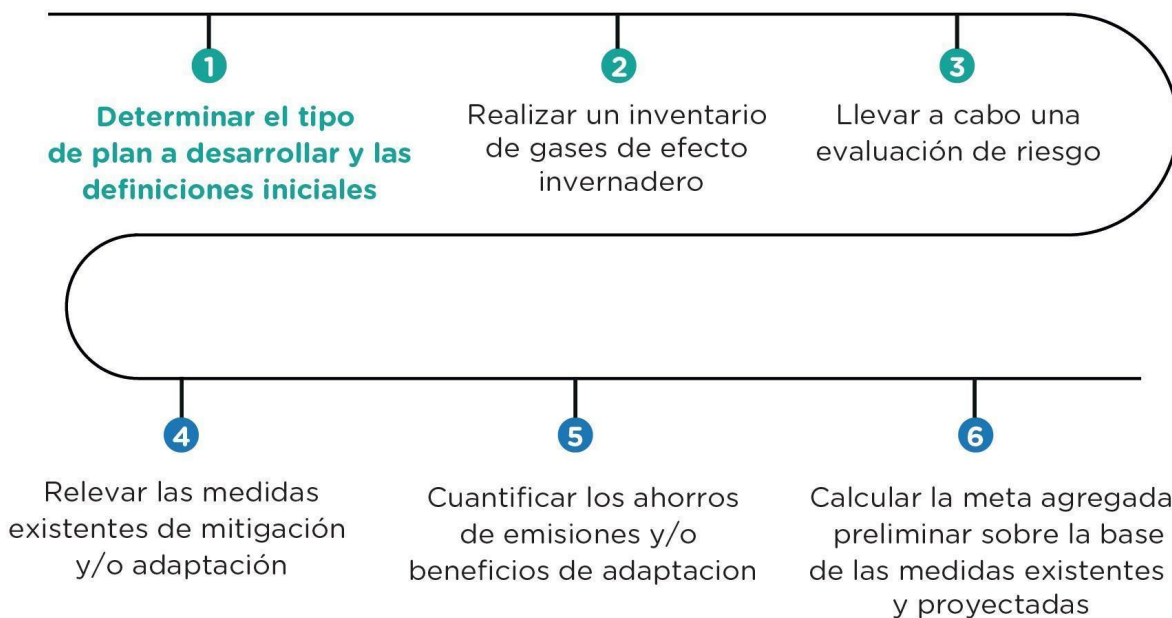 1
Determinar el tipo
de plan a desarrollar y las
definiciones iniciales
2
Realizar un inventario
de gases de efecto
invernadero
3
Llevar a cabo una
evaluación de riesgo
4
Relevar las medidas
existentes de mitigación
y/o adaptación
5
Cuantificar los ahorros
de emisiones y/o
beneficios de adaptacion
6
Calcular la meta agregada
preliminar sobre la base
de las medidas existentes
y proyectadas